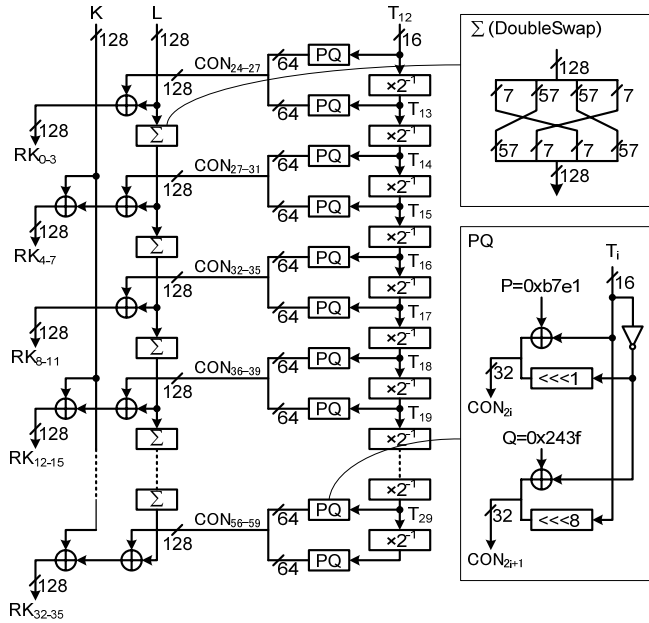 K L T12
128 128 16
CON24–27 64 PQ
128 ×2⁻¹
64 PQ T13
128 Σ ×2⁻¹
RK0-3
T14
CON27–31 64 PQ
128 ×2⁻¹
64 PQ T15
128 Σ ×2⁻¹
RK4-7
T16
CON32–35 64 PQ
128 ×2⁻¹
64 PQ T17
128 Σ ×2⁻¹
RK8-11
T18
CON36–39 64 PQ
128 ×2⁻¹
64 PQ T19
128 Σ ×2⁻¹
RK12-15
Σ ×2⁻¹
T29
CON56–59 64 PQ
128 ×2⁻¹
64 PQ
128
RK32-35
Σ (DoubleSwap)
128
7 57 57 7
57 7 7 57
128
PQ
Ti
16
P=0xb7e1
32 <<<1
CON2i
Q=0x243f
32 <<<8
CON2i+1